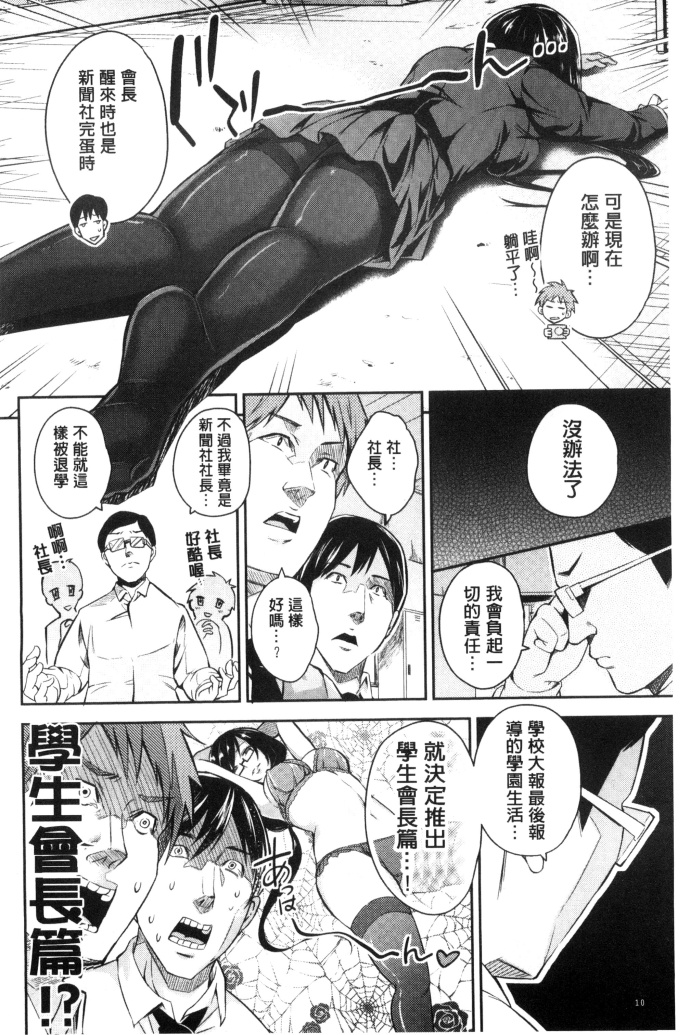 可是現在
怎麼辦啊…
哇啊～
躺平了…
會長
醒來時也是
新聞社完蛋時
沒辦法了
我會負起一
切的責任…
社…
社長…
這樣
好嗎…?
不過我畢竟是
新聞社社長…
不能就這
樣被退學
社長
好酷喔
啊啊…
社長
學校大報最後報
導的學園生活…
就決定推出
學生會長篇…!
あっは
～ん♡
學生會長篇!?
10